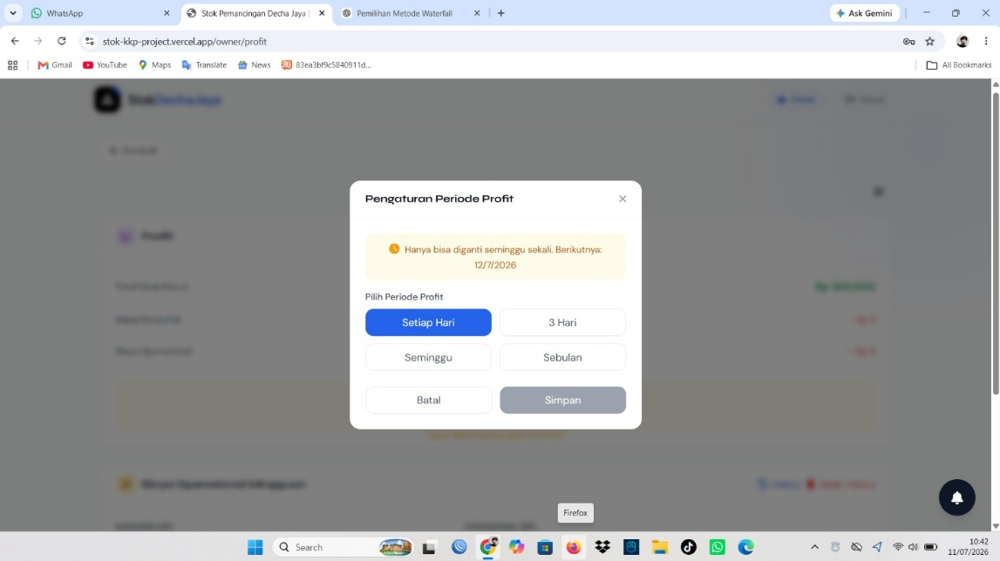 WhatsApp
Stok Pemancingan Decha Jaya |
Pemilihan Metode Waterfall
Ask Gemini
stok-kkp-project.vercel.app/owner/profit
Gmail
YouTube
Maps
Translate
News
83ea3bf9c5840911d...
All Bookmarks
StokDechaJaya
Pengaturan Periode Profit
Hanya bisa diganti seminggu sekali. Berikutnya:
12/7/2026
Pilih Periode Profit
Setiap Hari
3 Hari
Seminggu
Sebulan
Batal
Simpan
Profit
Firefox
Search
10:42
11/07/2026